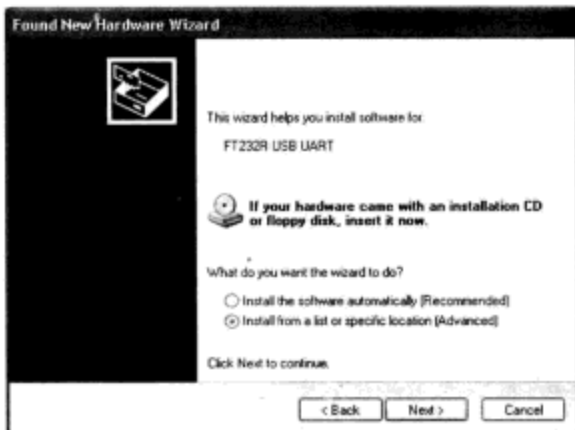 Found New Hardware Wizard
This wizard helps you install software for:
FT232R USB UART
If your hardware came with an installation CD
or floppy disk, insert it now.
What do you want the wizard to do?
Install the software automatically (Recommended)
Install from a list or specific location (Advanced)
Click Next to continue.
< Back
Next >
Cancel